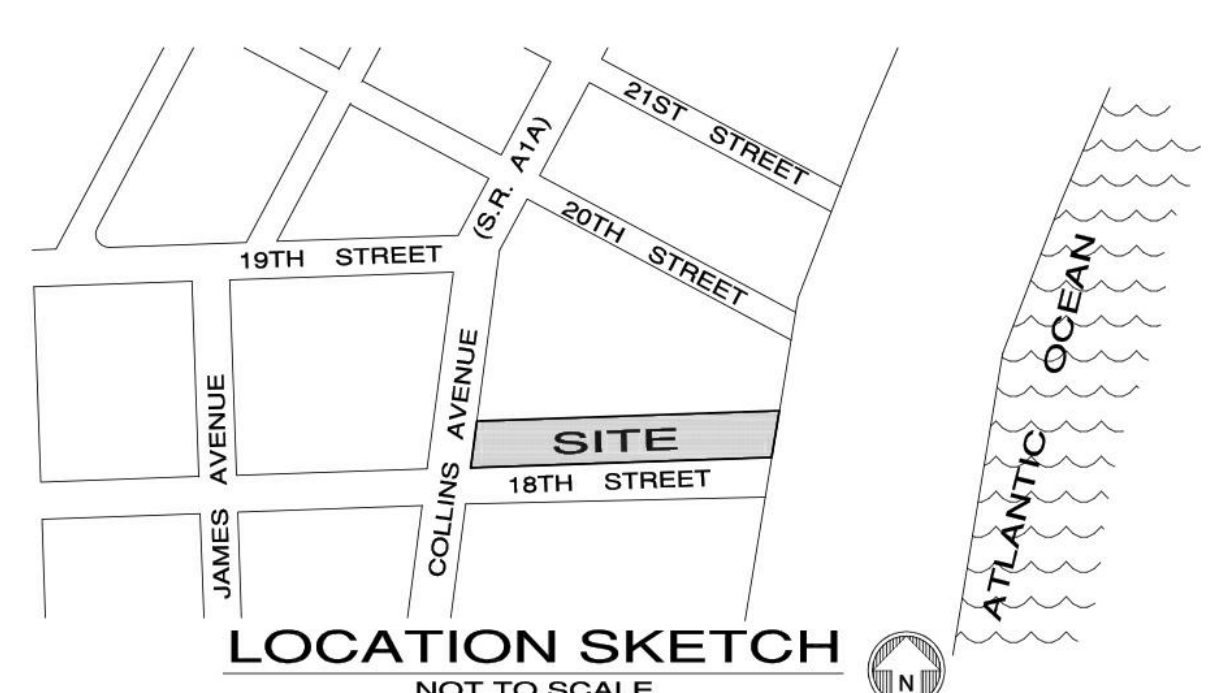 21ST STREET
(S.R. A1A)
20TH STREET
19TH STREET
ATLANTIC OCEAN
JAMES AVENUE
COLLINS AVENUE
SITE
18TH STREET
LOCATION SKETCH
N
NOT TO SCALE